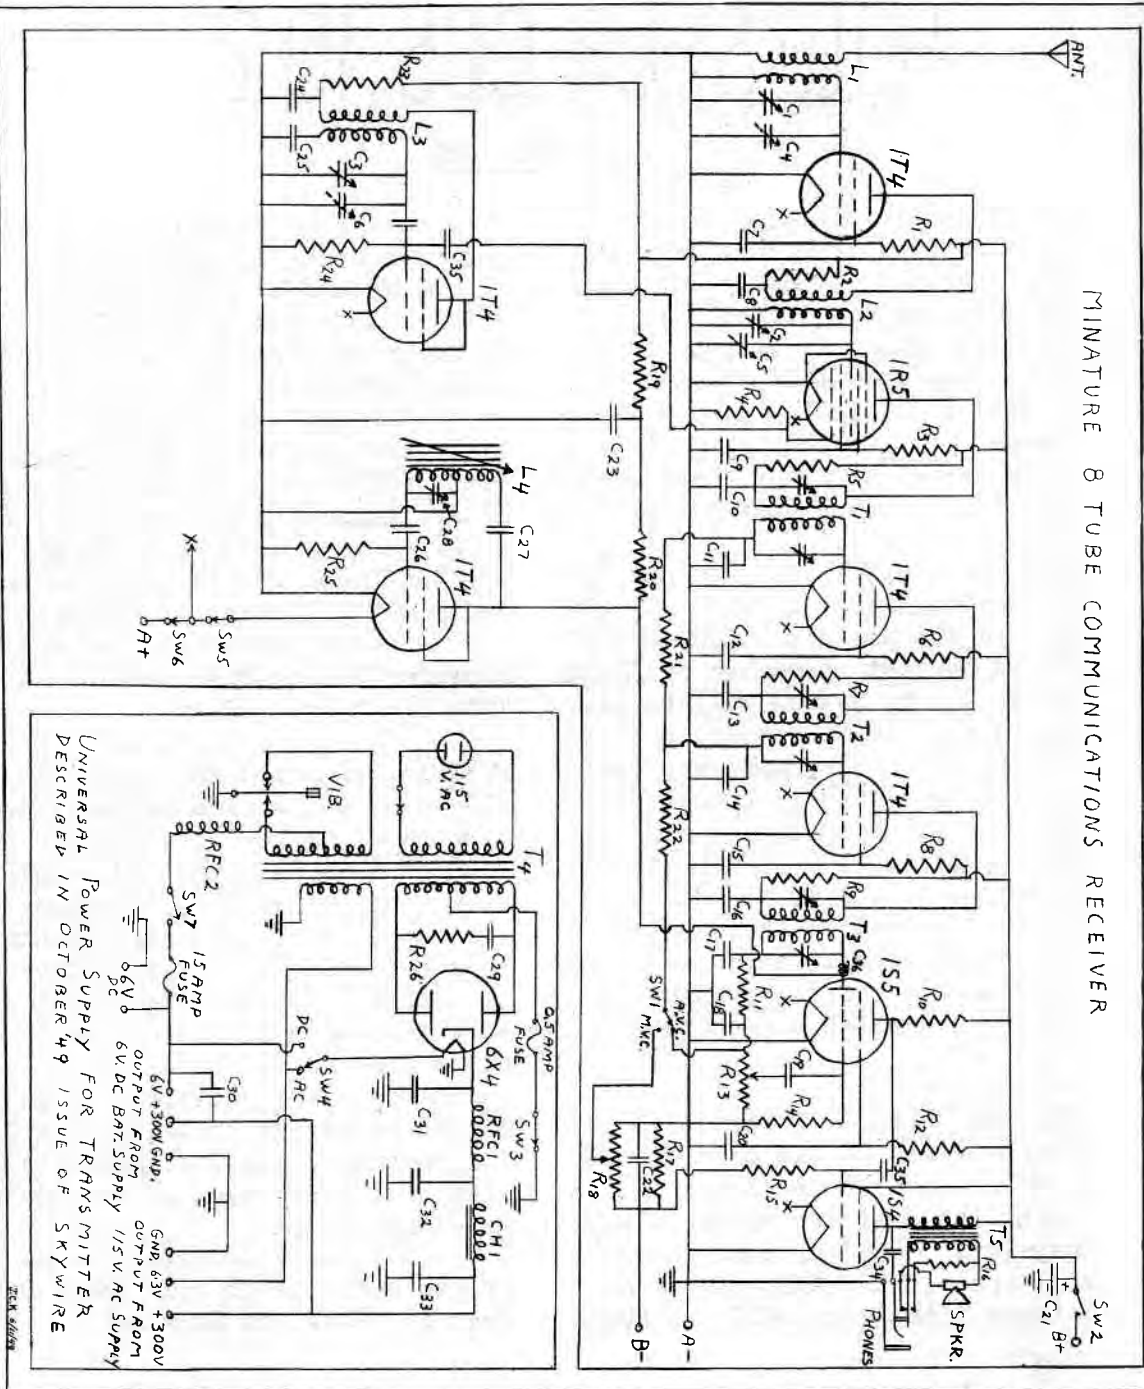 MINATURE 8 TUBE COMMUNICATIONS RECEIVER
ANT.
L1
C1
C4
1T4
R1
C7
R2
L2
C8
C2
C5
1R5
R3
R4
C9
C10
R5
T1
C11
1T4
X
R6
C12
C13
R7
T2
C14
1T4
X
R8
C15
C16
R9
T3
C36
C17
R11
C18
1S5
X
R10
R13
C19
R14
R12
C20
C35
R15
1S4
X
C34
T5
R16
SPKR.
PHONES
SW2
C21
+
B+
A-
B-
SW1
A.V.C.
M.V.C.
R17
C22
R18
R19
C23
R20
R21
R22
R23
C24
L3
C25
C3
C6
R24
C35
1T4
X
L4
C28
C26
C27
R25
1T4
X
SW5
SW6
A+
T4
115
V.AC
VIB.
RFC2
SW7
15 AMP
FUSE
6V
DC
C29
R26
6X4
0.5 AMP
FUSE
SW3
DC
AC
SW4
C31
RFC1
C32
CH1
C33
C30
6V +300V GND.
GND. 6.3V +300V
OUTPUT FROM
6V. DC BAT. SUPPLY
OUTPUT FROM
115V. AC SUPPLY
UNIVERSAL POWER SUPPLY FOR TRANSMITTER
DESCRIBED IN OCTOBER '49 ISSUE OF SKYWIRE